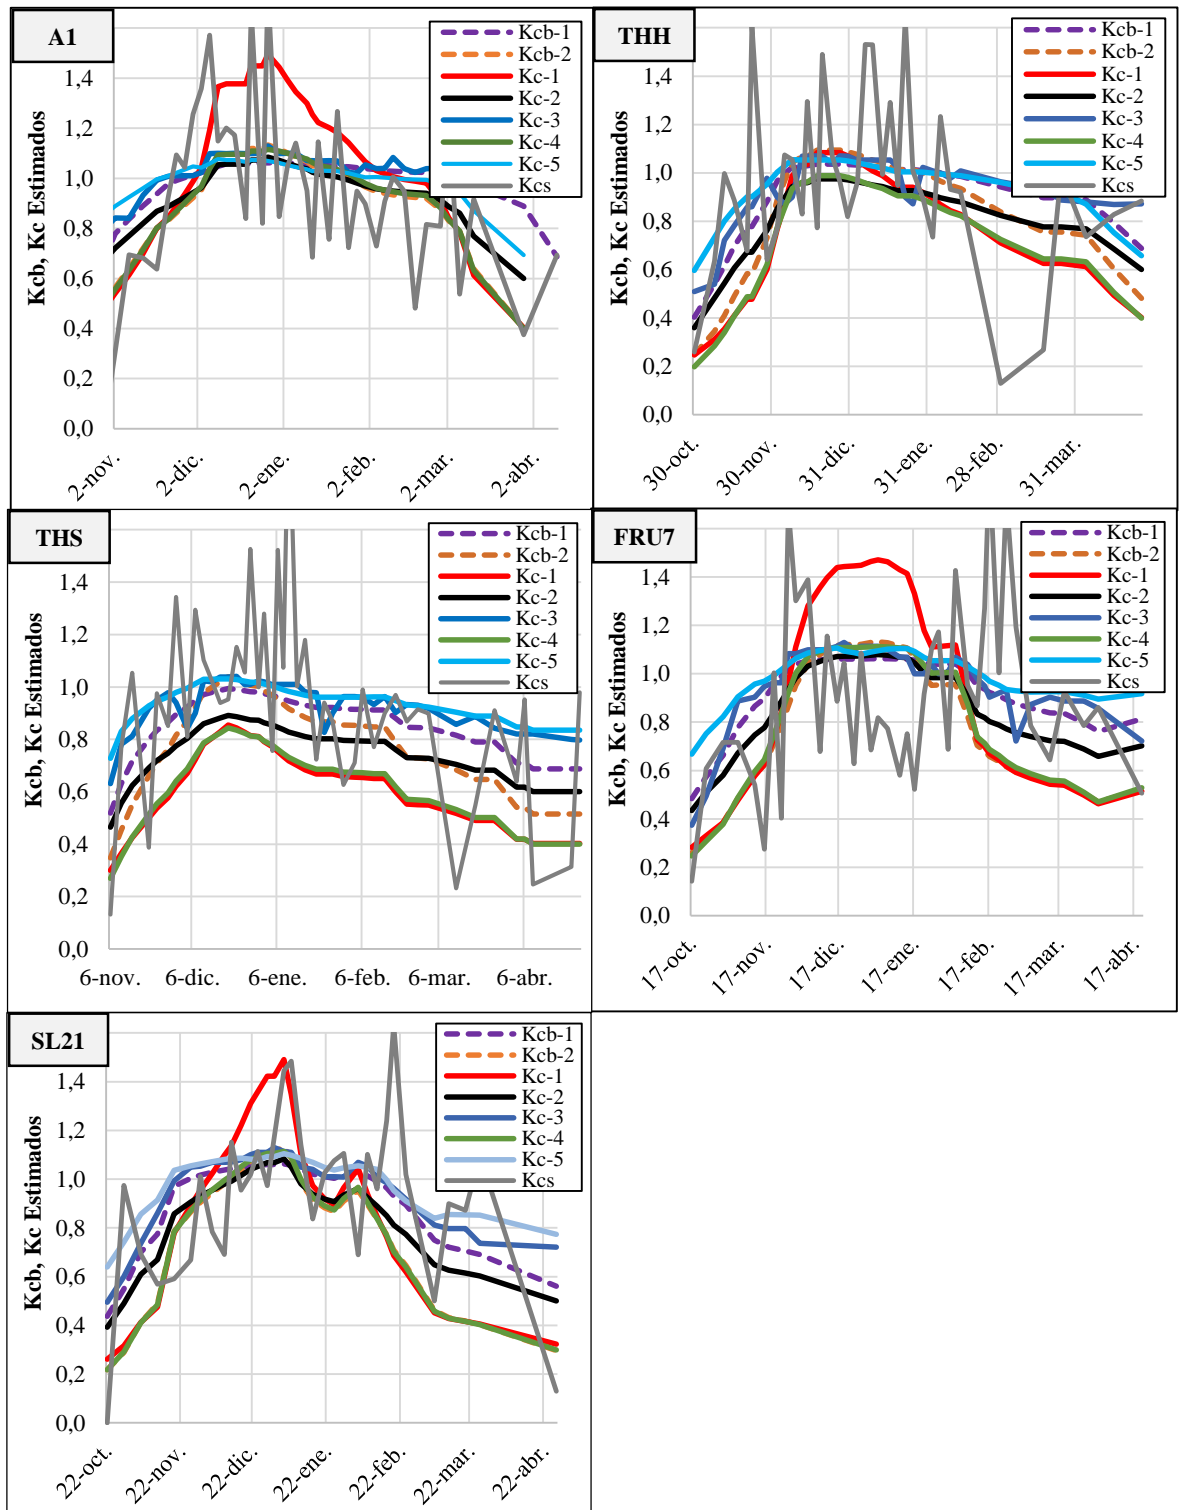 A1
Kcb-1
Kcb-2
Kc-1
Kc-2
Kc-3
Kc-4
Kc-5
Kcs
Kcb, Kc Estimados
1,4
1,2
1,0
0,8
0,6
0,4
0,2
0,0
2-nov.
2-dic.
2-ene.
2-feb.
2-mar.
2-abr.
THH
Kcb-1
Kcb-2
Kc-1
Kc-2
Kc-3
Kc-4
Kc-5
Kcs
Kcb, Kc Estimados
1,4
1,2
1,0
0,8
0,6
0,4
0,2
0,0
30-oct.
30-nov.
31-dic.
31-ene.
28-feb.
31-mar.
THS
Kcb-1
Kcb-2
Kc-1
Kc-2
Kc-3
Kc-4
Kc-5
Kcs
Kcb, Kc Estimados
1,4
1,2
1,0
0,8
0,6
0,4
0,2
0,0
6-nov.
6-dic.
6-ene.
6-feb.
6-mar.
6-abr.
FRU7
Kcb-1
Kcb-2
Kc-1
Kc-2
Kc-3
Kc-4
Kc-5
Kcs
Kcb, Kc Estimados
1,4
1,2
1,0
0,8
0,6
0,4
0,2
0,0
17-oct.
17-nov.
17-dic.
17-ene.
17-feb.
17-mar.
17-abr.
SL21
Kcb-1
Kcb-2
Kc-1
Kc-2
Kc-3
Kc-4
Kc-5
Kcs
Kcb, Kc Estimados
1,4
1,2
1,0
0,8
0,6
0,4
0,2
0,0
22-oct.
22-nov.
22-dic.
22-ene.
22-feb.
22-mar.
22-abr.